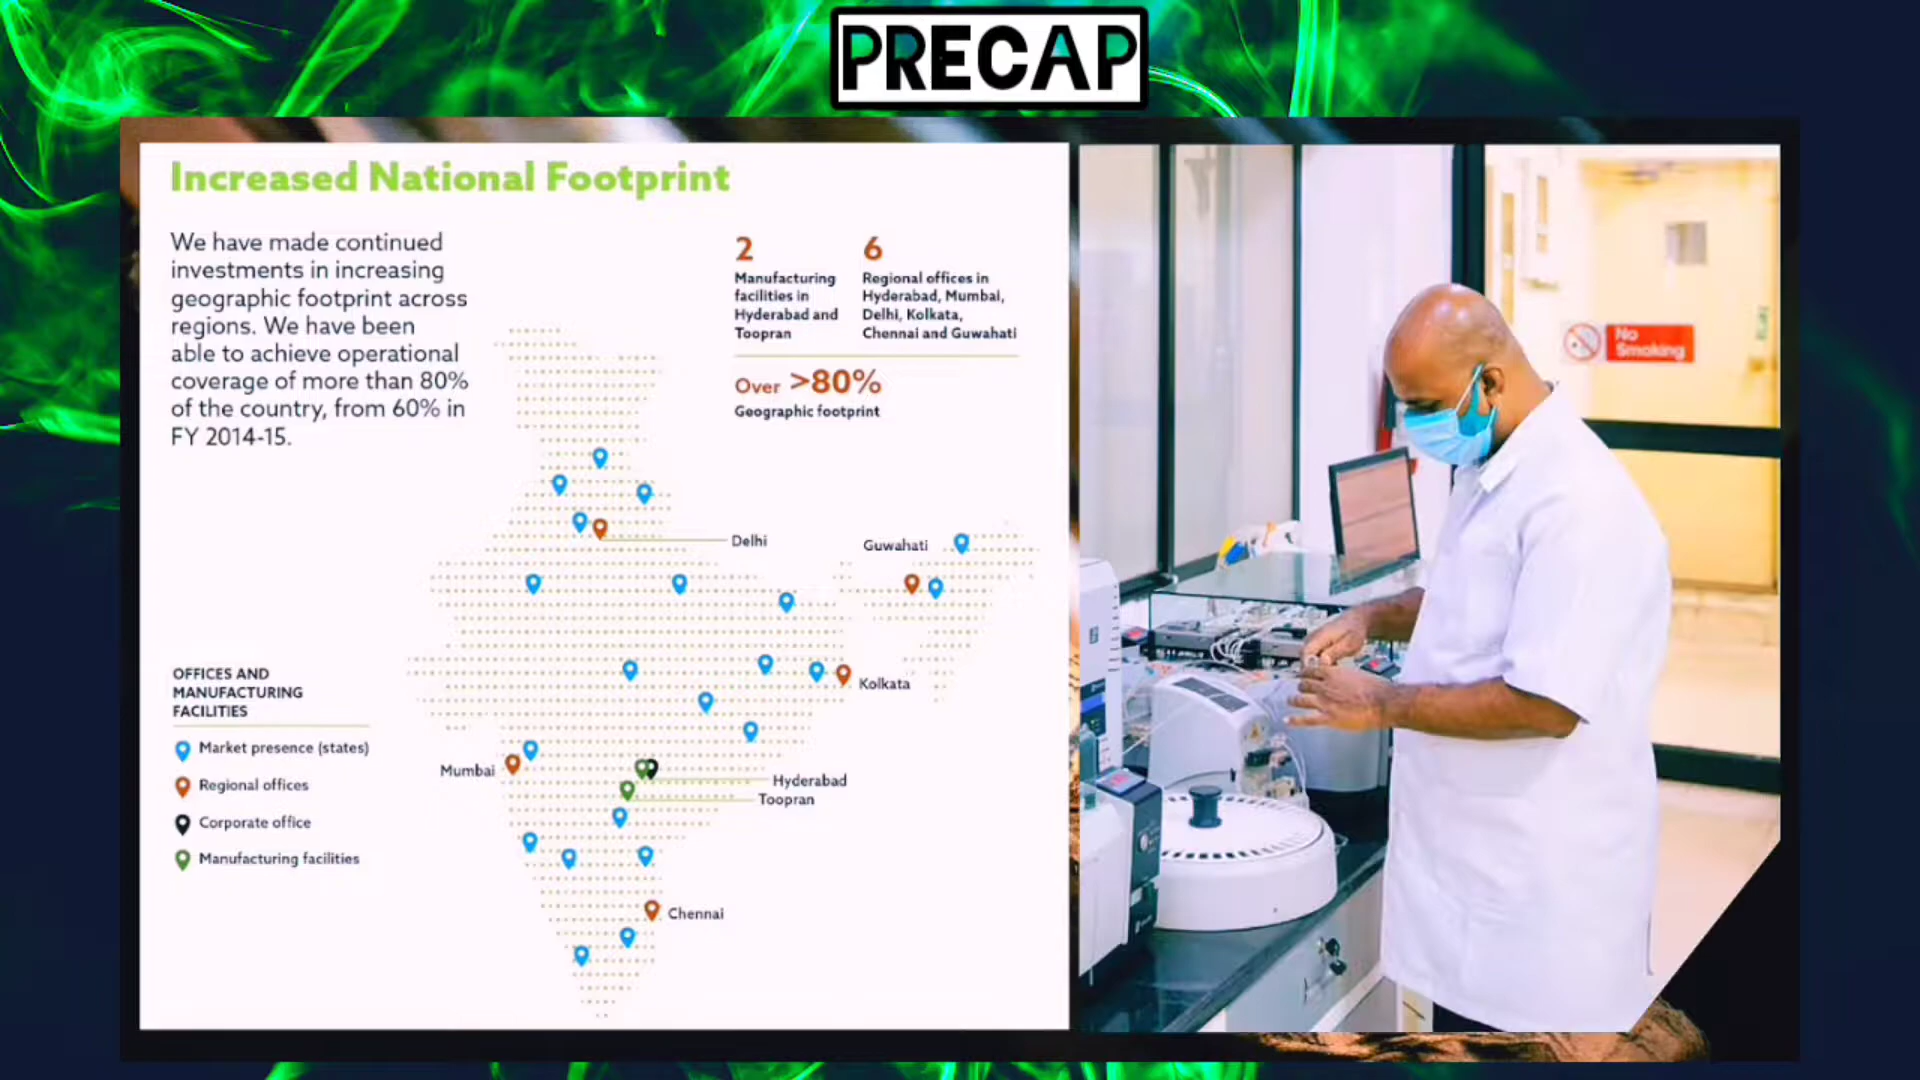 PRECAP
Increased National Footprint
We have made continued
investments in increasing
geographic footprint across
regions. We have been
able to achieve operational
coverage of more than 80%
of the country, from 60% in
FY 2014-15.
2
Manufacturing
facilities in
Hyderabad and
Toopran
6
Regional offices in
Hyderabad, Mumbai,
Delhi, Kolkata,
Chennai and Guwahati
Over >80%
Geographic footprint
Delhi
Guwahati
Kolkata
Mumbai
Hyderabad
Toopran
Chennai
OFFICES AND
MANUFACTURING
FACILITIES
Market presence (states)
Regional offices
Corporate office
Manufacturing facilities
No
Smoking